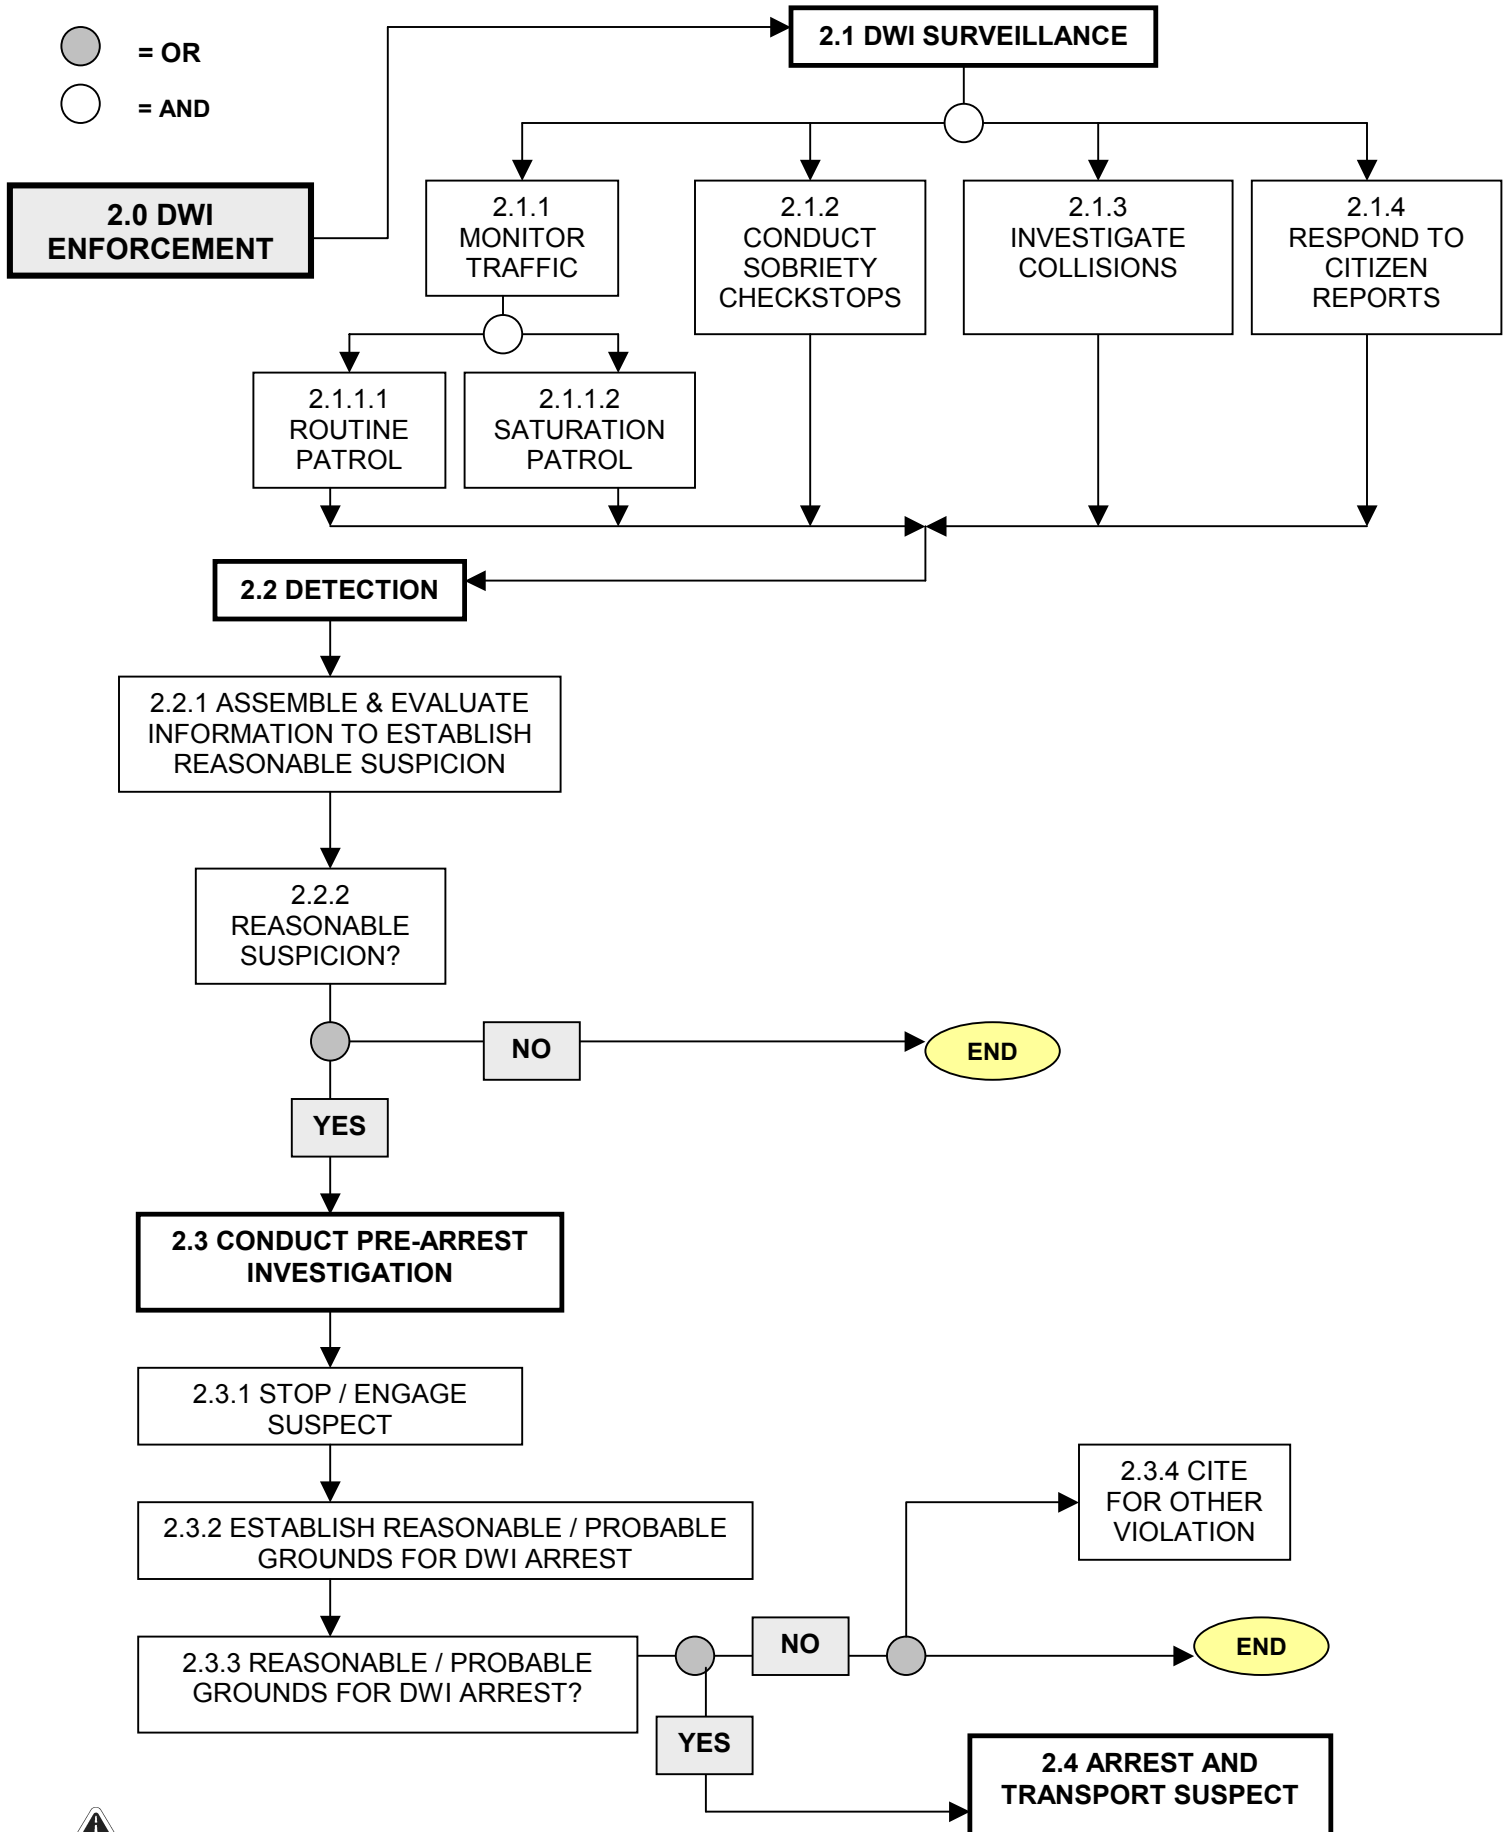 = OR
= AND
2.1 DWI SURVEILLANCE
2.0 DWI
ENFORCEMENT
2.1.1
MONITOR
TRAFFIC
2.1.2
CONDUCT
SOBRIETY
CHECKSTOPS
2.1.3
INVESTIGATE
COLLISIONS
2.1.4
RESPOND TO
CITIZEN
REPORTS
2.1.1.1
ROUTINE
PATROL
2.1.1.2
SATURATION
PATROL
2.2 DETECTION
2.2.1 ASSEMBLE & EVALUATE
INFORMATION TO ESTABLISH
REASONABLE SUSPICION
2.2.2
REASONABLE
SUSPICION?
NO
END
YES
2.3 CONDUCT PRE-ARREST
INVESTIGATION
2.3.1 STOP / ENGAGE
SUSPECT
2.3.2 ESTABLISH REASONABLE / PROBABLE
GROUNDS FOR DWI ARREST
2.3.4 CITE
FOR OTHER
VIOLATION
2.3.3 REASONABLE / PROBABLE
GROUNDS FOR DWI ARREST?
NO
END
YES
2.4 ARREST AND
TRANSPORT SUSPECT